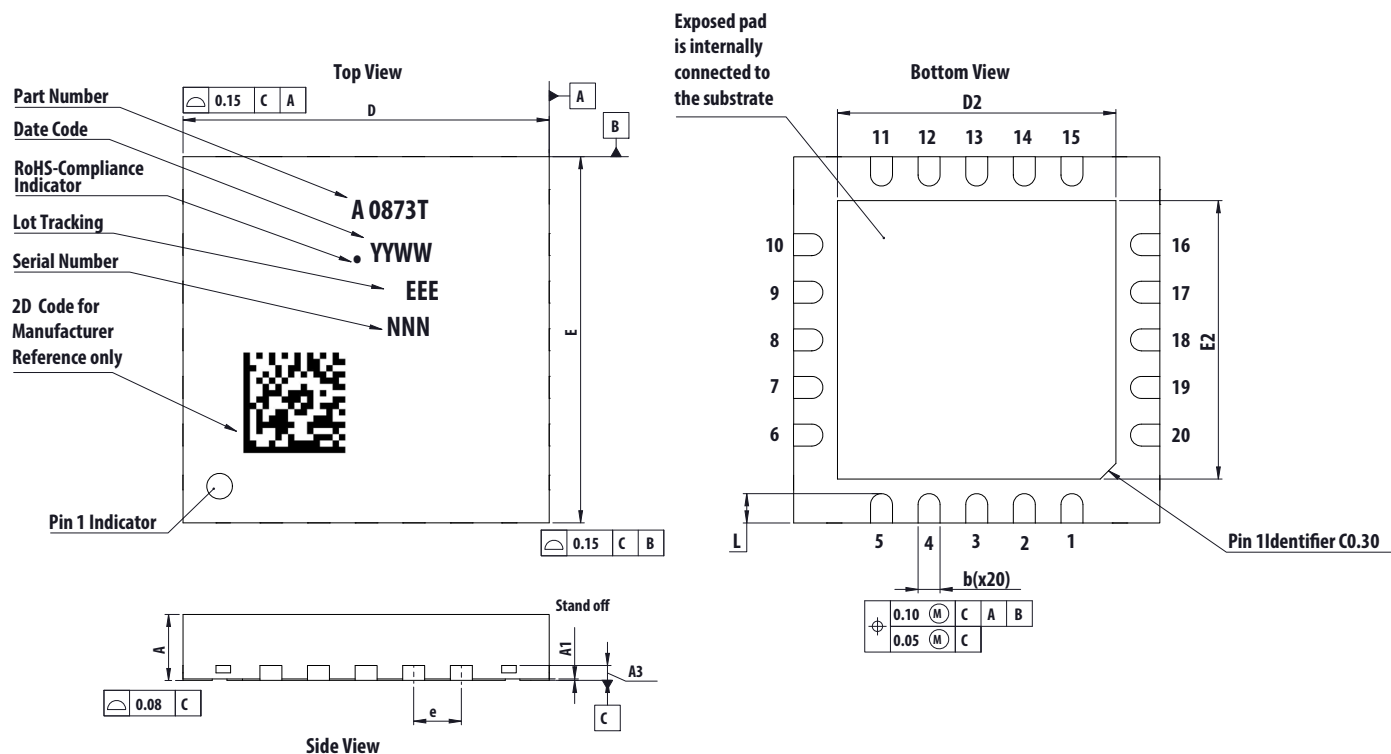 Top View
0.15 C A
D
A
B
Part Number
Date Code
RoHS-Compliance
Indicator
Lot Tracking
Serial Number
2D Code for
Manufacturer
Reference only
A 0873T
YYWW
EEE
NNN
E
Pin 1 Indicator
0.15 C B
Exposed pad
is internally
connected to
the substrate
Bottom View
D2
11 12 13 14 15
10 16
9 17
8 18
7 19
6 20
E2
L
5 4 3 2 1
Pin 1Identifier C0.30
b(x20)
0.10 M C A B
0.05 M C
Stand off
A
A1
A3
0.08 C
e
C
Side View